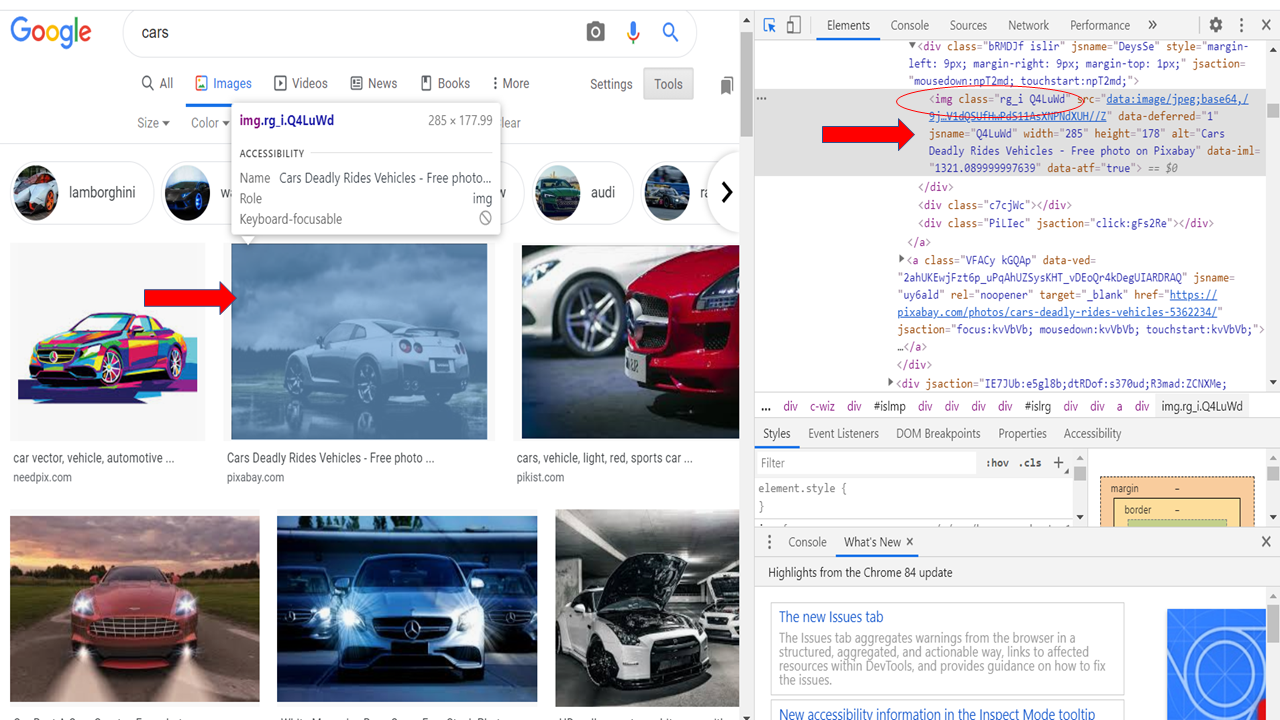 Google
cars
All
Images
Videos
News
Books
More
Settings
Tools
Size
Color
lear
img.rg_i.Q4LuWd
285 × 177.99
ACCESSIBILITY
Name Cars Deadly Rides Vehicles - Free photo...
Role img
Keyboard-focusable
lamborghini
audi
car vector, vehicle, automotive ...
needpix.com
Cars Deadly Rides Vehicles - Free photo ...
pixabay.com
cars, vehicle, light, red, sports car ...
pikist.com
Elements
Console
Sources
Network
Performance
»
▼<div class="bRMDJf islir" jsname="DeysSe" style="margin-
left: 9px; margin-right: 9px; margin-top: 1px;" jsaction=
"mousedown:npT2md; touchstart:npT2md;">
<img class="rg_i Q4LuWd" src="data:image/jpeg;base64,/
9j…V1dQSUfHwPdS11AsXNPNdXUH//Z" data-deferred="1"
jsname="Q4LuWd" width="285" height="178" alt="Cars
Deadly Rides Vehicles - Free photo on Pixabay" data-iml=
"1321.089999997639" data-atf="true"> == $0
</div>
<div class="c7cjWc"></div>
<div class="PiLIec" jsaction="click:gFs2Re"></div>
</a>
▶<a class="VFACy kGQAp" data-ved=
"2ahUKEwjFzt6p_uPqAhUZSysKHT_vDEoQr4kDegUIARDRAQ" jsname=
"uy6ald" rel="noopener" target="_blank" href="https://
pixabay.com/photos/cars-deadly-rides-vehicles-5362234/"
jsaction="focus:kvVbVb; mousedown:kvVbVb; touchstart:kvVbVb;">
…</a>
</div>
▶<div jsaction="IE7JUb:e5gl8b;dtRDof:s370ud;R3mad:ZCNXMe;
... div c-wiz div #islmp div div div div #islrg div div a div img.rg_i.Q4LuWd
Styles
Event Listeners
DOM Breakpoints
Properties
Accessibility
Filter
:hov .cls +
element.style {
}
margin -
border -
Console
What's New ×
Highlights from the Chrome 84 update
The new Issues tab
The Issues tab aggregates warnings from the browser in a
structured, aggregated, and actionable way, links to affected
resources within DevTools, and provides guidance on how to fix
the issues.
New accessibility information in the Inspect Mode tooltip